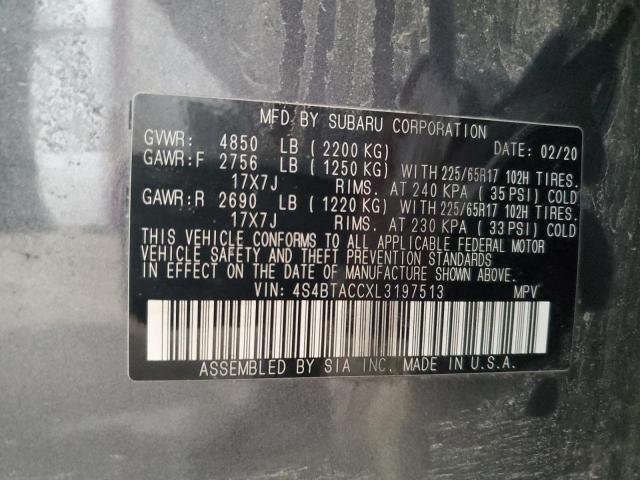 MFD. BY SUBARU CORPORATION
GVWR: 4850 LB (2200 KG) DATE: 02/20
GAWR:F 2756 LB (1250 KG) WITH 225/65R17 102H TIRES.
17X7J RIMS. AT 240 KPA (35 PSI) COLD
GAWR:R 2690 LB (1220 KG) WITH 225/65R17 102H TIRES.
17X7J RIMS. AT 230 KPA (33 PSI) COLD
THIS VEHICLE CONFORMS TO ALL APPLICABLE FEDERAL MOTOR
VEHICLE SAFETY AND THEFT PREVENTION STANDARDS
IN EFFECT ON THE DATE OF MANUFACTURE SHOWN ABOVE.
VIN: 4S4BTACCXL3197513 MPV
ASSEMBLED BY SIA INC. MADE IN U.S.A.